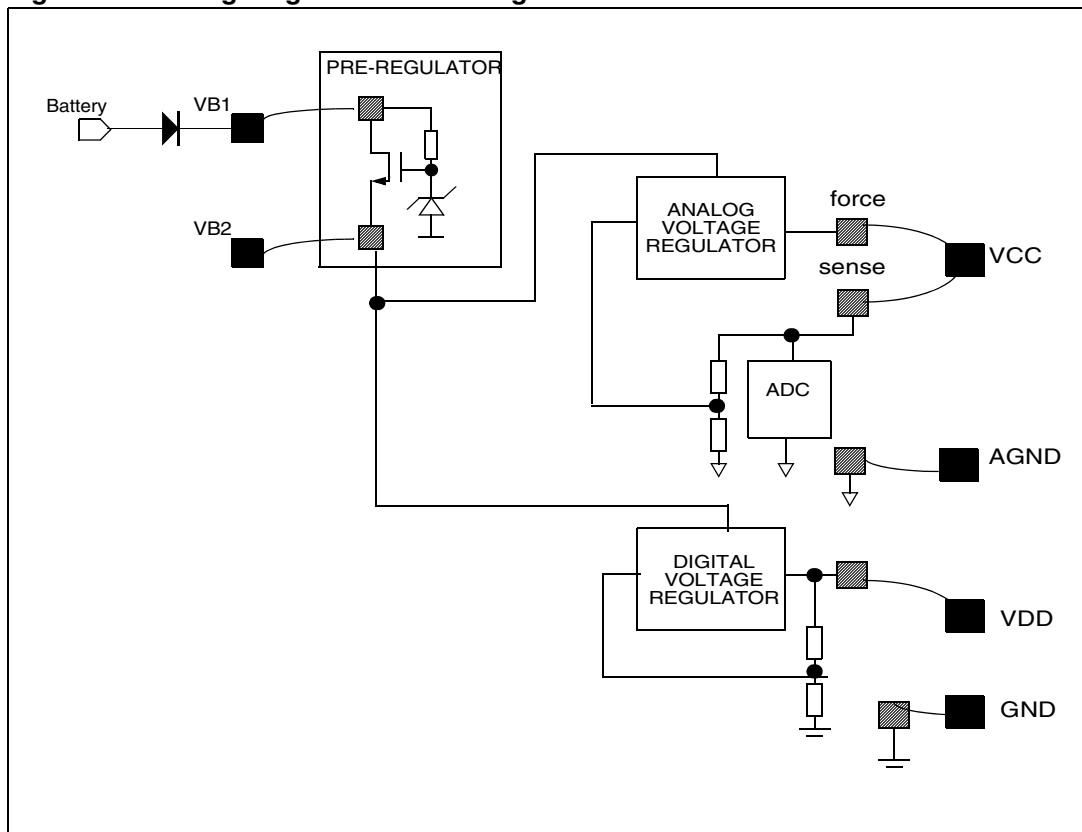 PRE-REGULATOR
Battery
VB1
VB2
ANALOG
VOLTAGE
REGULATOR
force
sense
VCC
ADC
AGND
DIGITAL
VOLTAGE
REGULATOR
VDD
GND